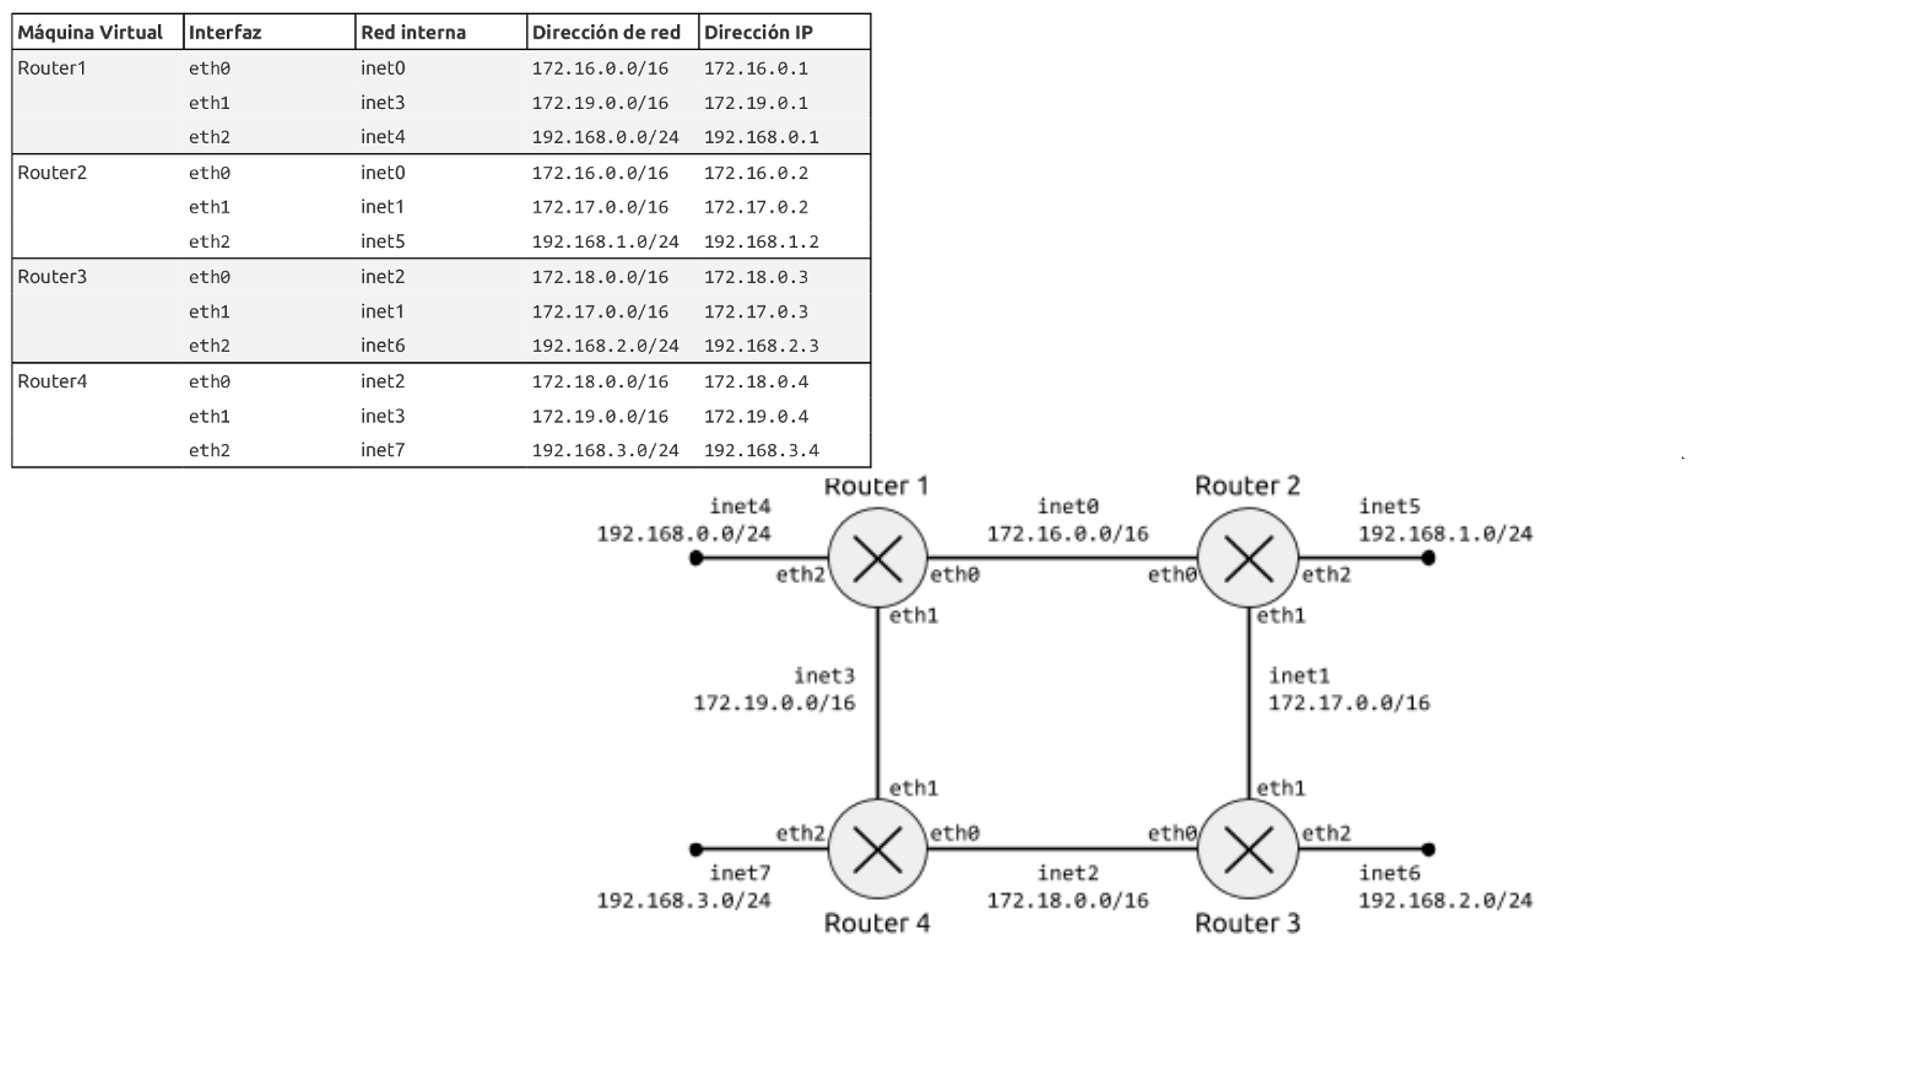 Máquina Virtual Interfaz Red interna Dirección de red Dirección IP
Router1 eth0 inet0 172.16.0.0/16 172.16.0.1
eth1 inet3 172.19.0.0/16 172.19.0.1
eth2 inet4 192.168.0.0/24 192.168.0.1
Router2 eth0 inet0 172.16.0.0/16 172.16.0.2
eth1 inet1 172.17.0.0/16 172.17.0.2
eth2 inet5 192.168.1.0/24 192.168.1.2
Router3 eth0 inet2 172.18.0.0/16 172.18.0.3
eth1 inet1 172.17.0.0/16 172.17.0.3
eth2 inet6 192.168.2.0/24 192.168.2.3
Router4 eth0 inet2 172.18.0.0/16 172.18.0.4
eth1 inet3 172.19.0.0/16 172.19.0.4
eth2 inet7 192.168.3.0/24 192.168.3.4
Router 1 Router 2
inet4 inet0 inet5
192.168.0.0/24 172.16.0.0/16 192.168.1.0/24
eth2 eth0 eth0 eth2
eth1 eth1
inet3 inet1
172.19.0.0/16 172.17.0.0/16
eth1 eth1
eth2 eth0 eth0 eth2
inet7 inet2 inet6
192.168.3.0/24 172.18.0.0/16 192.168.2.0/24
Router 4 Router 3